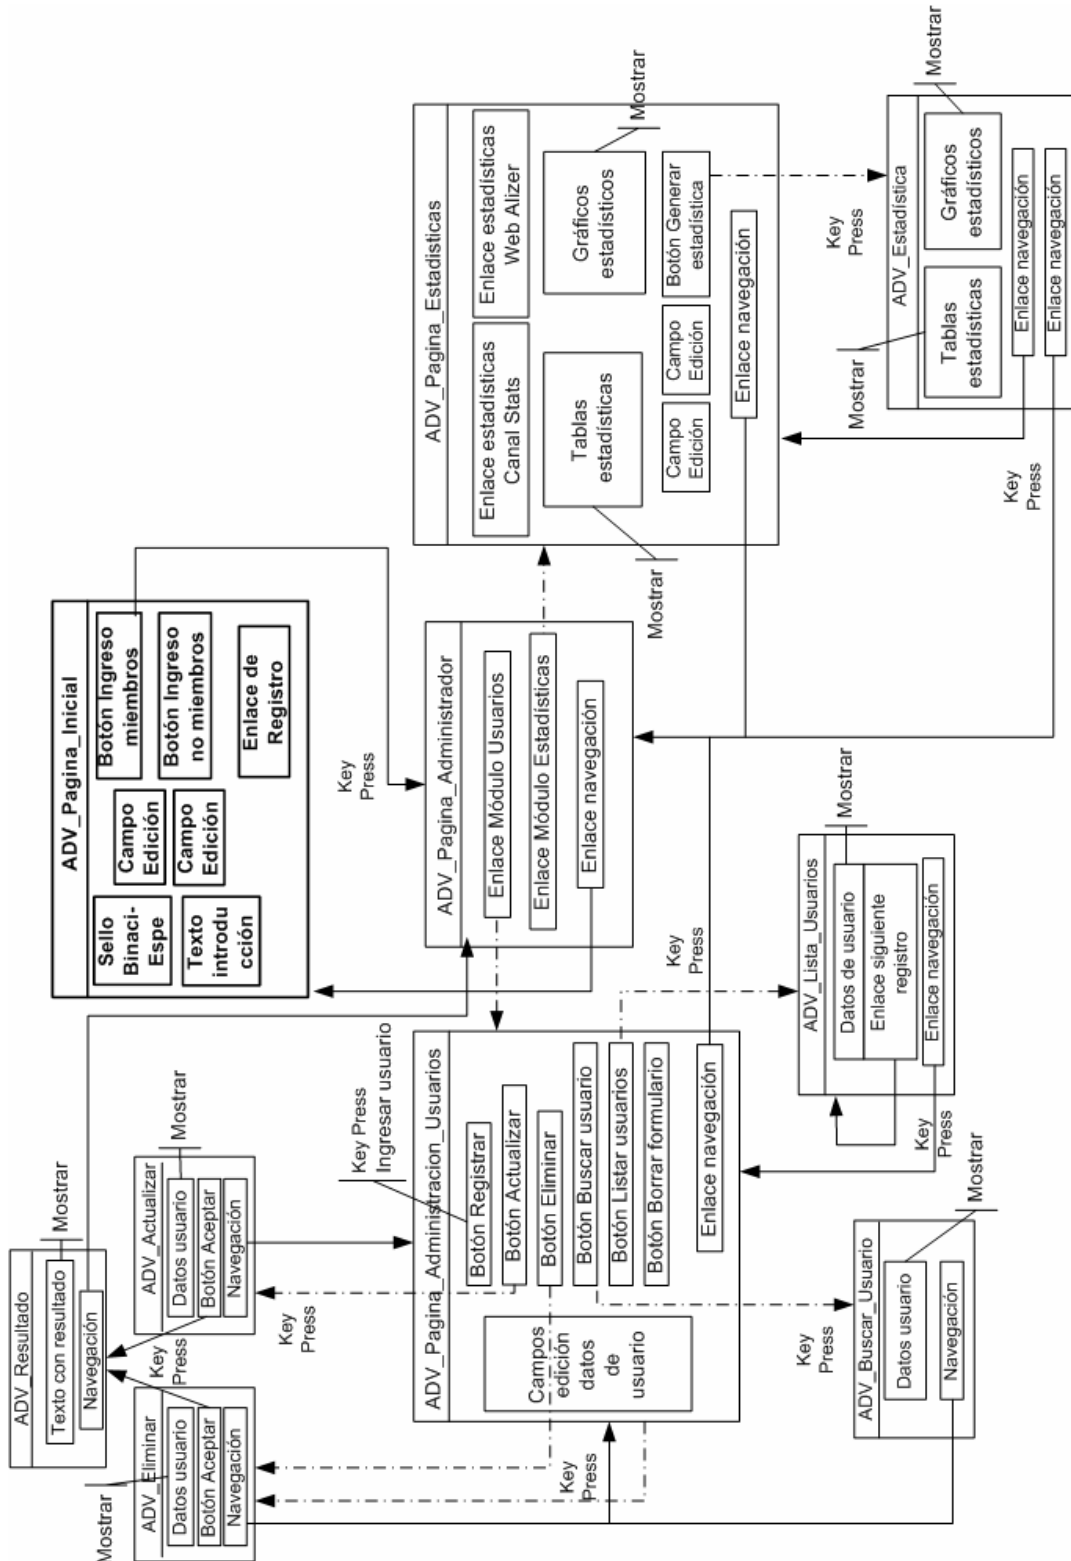 ADV_Resultado
Texto con resultado
Navegación
Mostrar
ADV_Eliminar
Datos usuario
Botón Aceptar
Navegación
Mostrar
Key
Press
ADV_Actualizar
Datos usuario
Botón Aceptar
Navegación
Mostrar
Key
Press
Key Press
Ingresar usuario
ADV_Pagina_Inicial
Sello
Binaci-
Espe
Texto
introdu
cción
Campo
Edición
Campo
Edición
Botón Ingreso
miembros
Botón Ingreso
no miembros
Enlace de
Registro
Key
Press
ADV_Pagina_Administracion_Usuarios
Campos
edición
datos
de
usuario
Botón Registrar
Botón Actualizar
Botón Eliminar
Botón Buscar usuario
Botón Listar usuarios
Botón Borrar formulario
Enlace navegación
Key
Press
ADV_Pagina_Administrador
Enlace Módulo Usuarios
Enlace Módulo Estadísticas
Enlace navegación
Key
Press
ADV_Pagina_Estadisticas
Enlace estadísticas
Canal Stats
Enlace estadísticas
Web Alizer
Tablas
estadísticas
Gráficos
estadísticos
Mostrar
Mostrar
Campo
Edición
Campo
Edición
Botón Generar
estadística
Enlace navegación
Key
Press
ADV_Buscar_Usuario
Datos usuario
Navegación
Mostrar
Key
Press
ADV_Lista_Usuarios
Datos de usuario
Enlace siguiente
registro
Enlace navegación
Mostrar
Key
Press
ADV_Estadística
Tablas
estadísticas
Gráficos
estadísticos
Enlace navegación
Enlace navegación
Mostrar
Mostrar
Key
Press